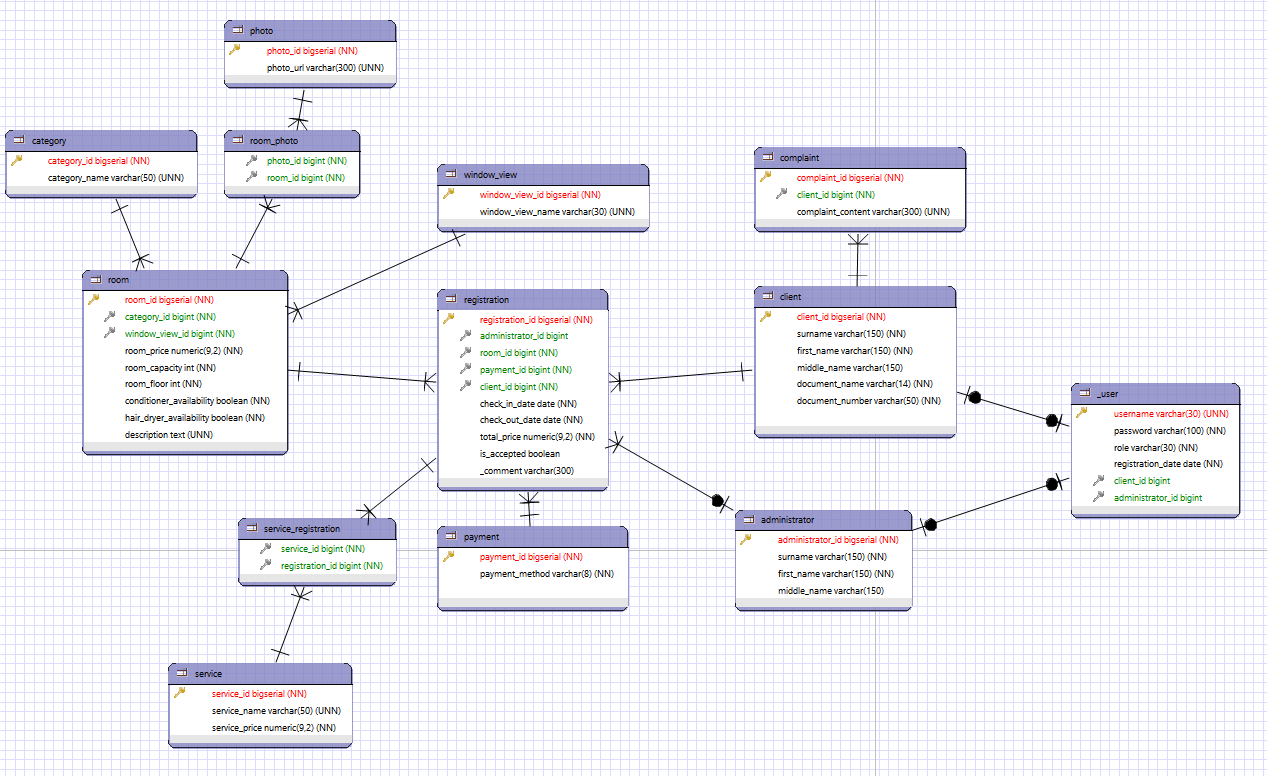 photo
photo_id bigserial (NN)
photo_url varchar(300) (UNN)
category
category_id bigserial (NN)
category_name varchar(50) (UNN)
room_photo
photo_id bigint (NN)
room_id bigint (NN)
window_view
window_view_id bigserial (NN)
window_view_name varchar(30) (UNN)
complaint
complaint_id bigserial (NN)
client_id bigint (NN)
complaint_content varchar(300) (UNN)
room
room_id bigserial (NN)
category_id bigint (NN)
window_view_id bigint (NN)
room_price numeric(9,2) (NN)
room_capacity int (NN)
room_floor int (NN)
conditioner_availability boolean (NN)
hair_dryer_availability boolean (NN)
description text (UNN)
registration
registration_id bigserial (NN)
administrator_id bigint
room_id bigint (NN)
payment_id bigint (NN)
client_id bigint (NN)
check_in_date date (NN)
check_out_date date (NN)
total_price numeric(9,2) (NN)
is_accepted boolean
_comment varchar(300)
client
client_id bigserial (NN)
surname varchar(150) (NN)
first_name varchar(150) (NN)
middle_name varchar(150)
document_name varchar(14) (NN)
document_number varchar(50) (NN)
_user
username varchar(30) (UNN)
password varchar(100) (NN)
role varchar(30) (NN)
registration_date date (NN)
client_id bigint
administrator_id bigint
service_registration
service_id bigint (NN)
registration_id bigint (NN)
payment
payment_id bigserial (NN)
payment_method varchar(8) (NN)
administrator
administrator_id bigserial (NN)
surname varchar(150) (NN)
first_name varchar(150) (NN)
middle_name varchar(150)
service
service_id bigserial (NN)
service_name varchar(50) (UNN)
service_price numeric(9,2) (NN)